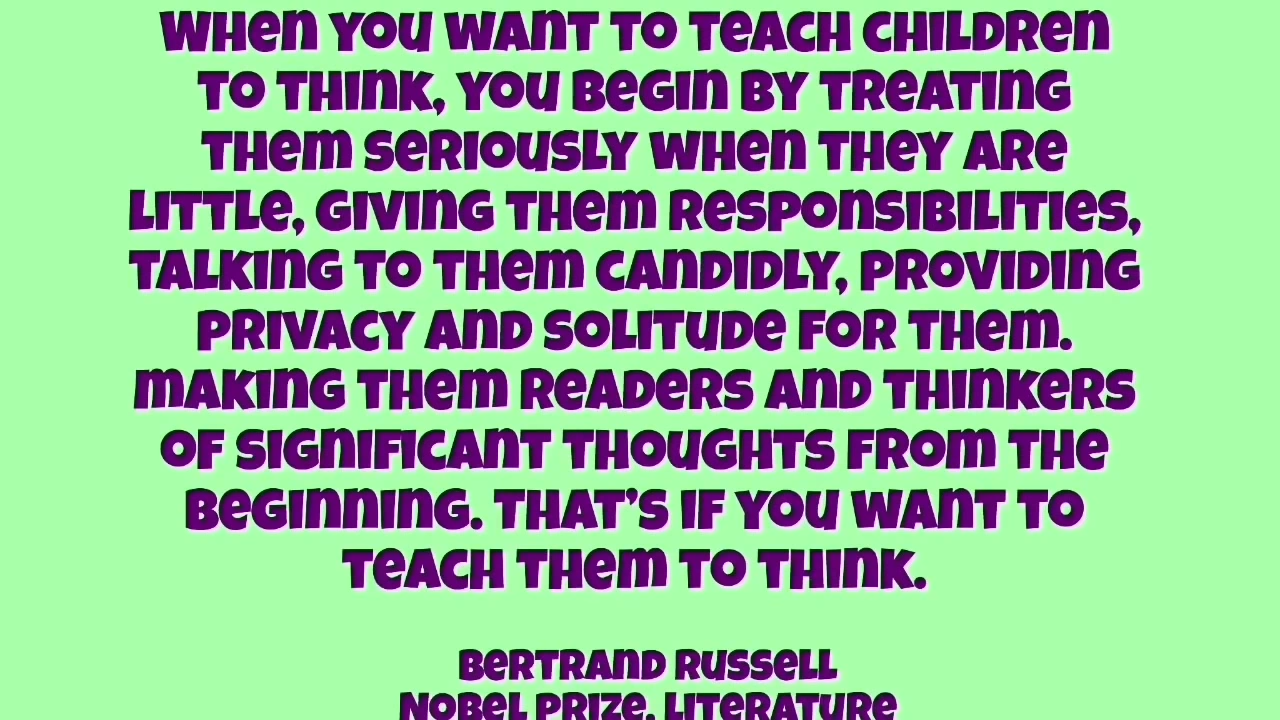 WHEN YOU WANT TO TEACH CHILDREN
TO THINK, YOU BEGIN BY TREATING
THEM SERIOUSLY WHEN THEY ARE
LITTLE, GIVING THEM RESPONSIBILITIES,
TALKING TO THEM CANDIDLY, PROVIDING
PRIVACY AND SOLITUDE FOR THEM.
MAKING THEM READERS AND THINKERS
OF SIGNIFICANT THOUGHTS FROM THE
BEGINNING. THAT'S IF YOU WANT TO
TEACH THEM TO THINK.
BERTRAND RUSSELL
NOBEL PRIZE, LITERATURE